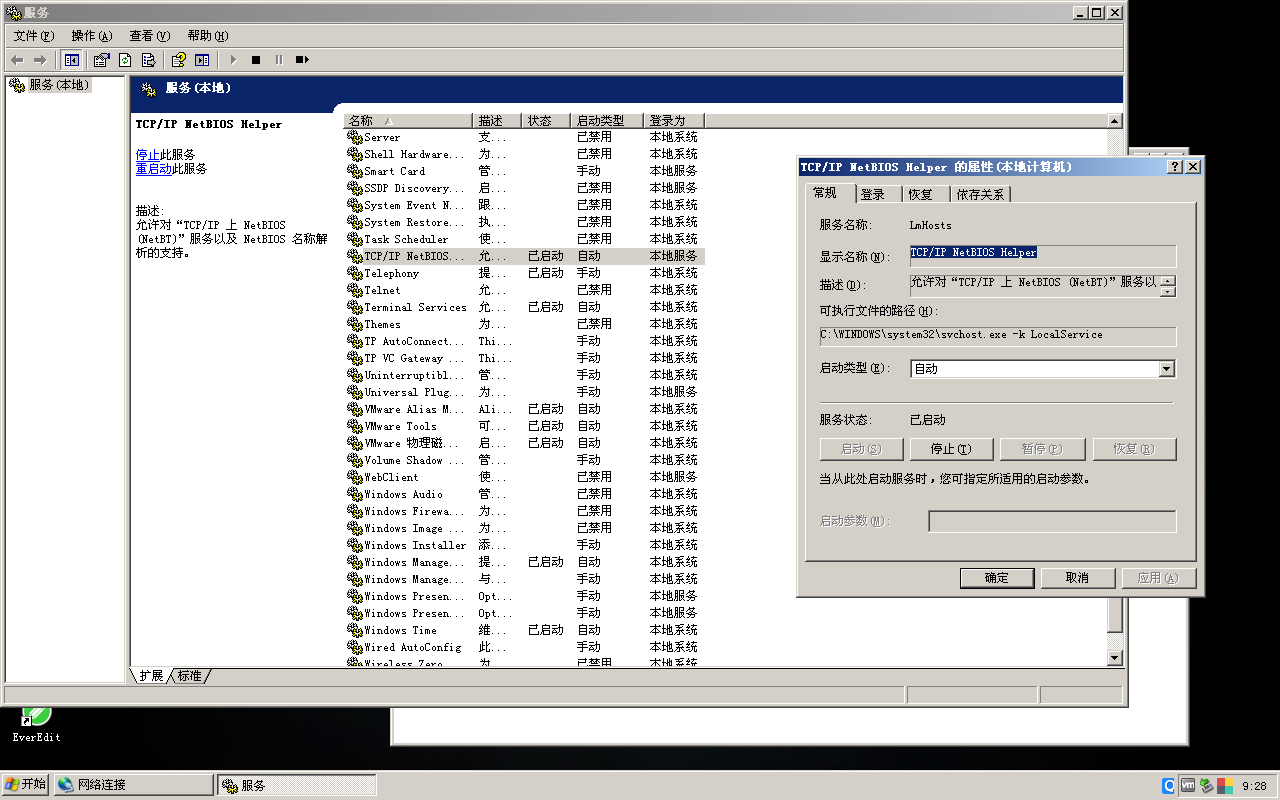 服务
文件(F) 操作(A) 查看(V) 帮助(H)
服务(本地)
服务(本地)
TCP/IP NetBIOS Helper
停止此服务
重启动此服务
描述:
允许对“TCP/IP 上 NetBIOS
(NetBT)”服务以及 NetBIOS 名称解
析的支持。
名称 描述 状态 启动类型 登录为
Server 支... 已禁用 本地系统
Shell Hardware... 为... 已禁用 本地系统
Smart Card 管... 手动 本地服务
SSDP Discovery... 启... 已禁用 本地服务
System Event N... 跟... 已禁用 本地系统
System Restore... 执... 已禁用 本地系统
Task Scheduler 使... 已禁用 本地系统
TCP/IP NetBIOS... 允... 已启动 自动 本地服务
Telephony 提... 已启动 手动 本地系统
Telnet 允... 已禁用 本地系统
Terminal Services 允... 已启动 自动 本地系统
Themes 为... 已禁用 本地系统
TP AutoConnect... Thi... 手动 本地系统
TP VC Gateway ... Thi... 手动 本地系统
Uninterruptibl... 管... 手动 本地服务
Universal Plug... 为... 手动 本地服务
VMware Alias M... Ali... 已启动 自动 本地系统
VMware Tools 可... 已启动 自动 本地系统
VMware 物理磁... 启... 已启动 自动 本地系统
Volume Shadow ... 管... 手动 本地系统
WebClient 使... 已禁用 本地服务
Windows Audio 管... 已禁用 本地系统
Windows Firewa... 为... 已禁用 本地系统
Windows Image ... 为... 已禁用 本地系统
Windows Installer 添... 手动 本地系统
Windows Manage... 提... 已启动 自动 本地系统
Windows Manage... 与... 手动 本地系统
Windows Presen... Opt... 手动 本地服务
Windows Presen... Opt... 手动 本地服务
Windows Time 维... 已启动 自动 本地系统
Wired AutoConfig 此... 手动 本地系统
Wireless Zero 为 已禁用 本地系统
扩展 标准
TCP/IP NetBIOS Helper 的属性(本地计算机)
常规 登录 恢复 依存关系
服务名称: LmHosts
显示名称(N): TCP/IP NetBIOS Helper
描述(D): 允许对“TCP/IP 上 NetBIOS (NetBT)”服务以
可执行文件的路径(H):
C:\WINDOWS\system32\svchost.exe -k LocalService
启动类型(E): 自动
服务状态: 已启动
启动(S) 停止(T) 暂停(P) 恢复(R)
当从此处启动服务时，您可指定所适用的启动参数。
启动参数(M):
确定 取消 应用(A)
EverEdit
开始 网络连接 服务 vm 9:28